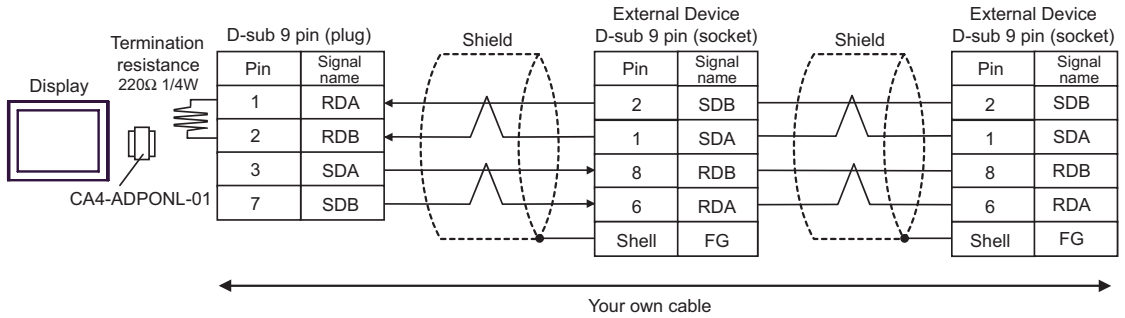 External Device
External Device
D-sub 9 pin (plug)
D-sub 9 pin (socket)
D-sub 9 pin (socket)
Termination
resistance
220Ω 1/4W
Shield
Shield
Display
CA4-ADPONL-01
Pin Signal name
1 RDA
2 RDB
3 SDA
7 SDB
Pin Signal name
2 SDB
1 SDA
8 RDB
6 RDA
Shell FG
Pin Signal name
2 SDB
1 SDA
8 RDB
6 RDA
Shell FG
Your own cable